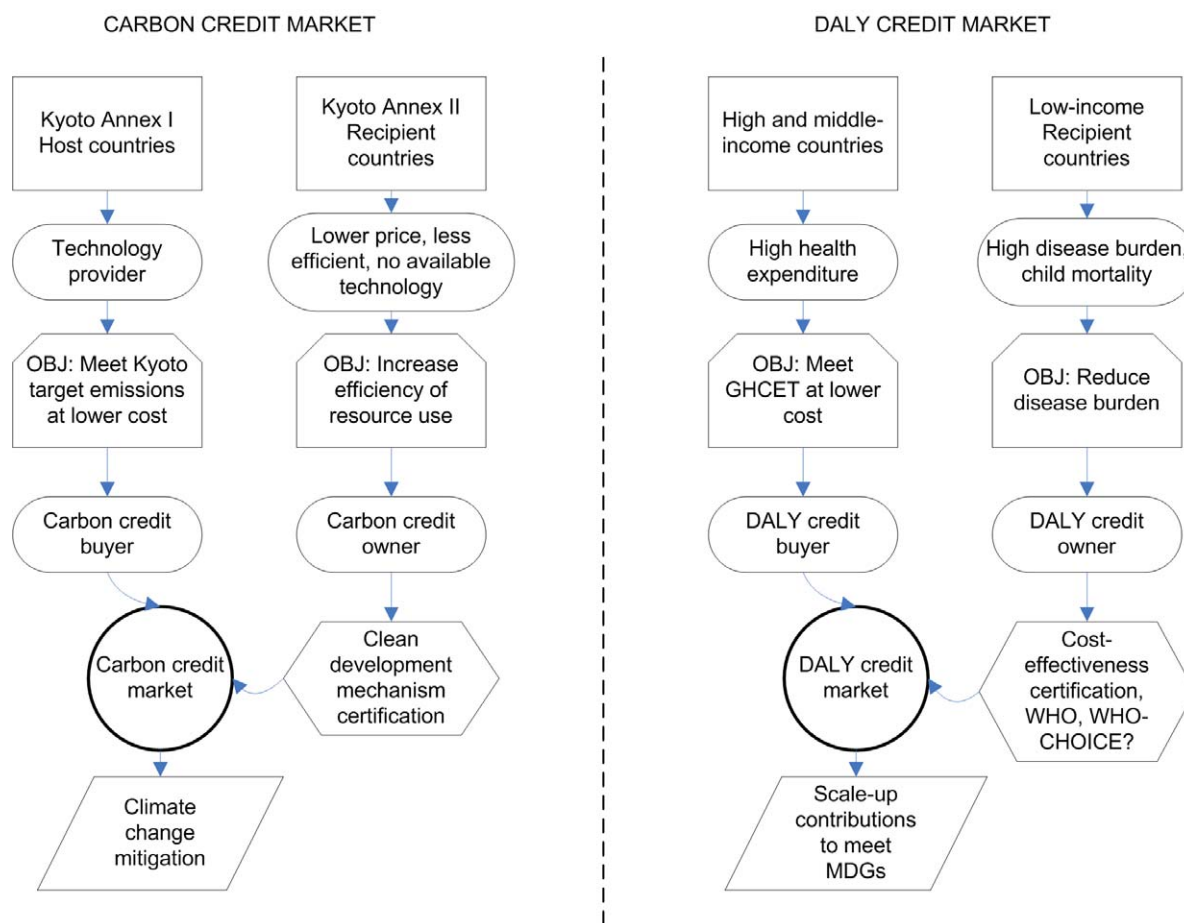 CARBON CREDIT MARKET
Kyoto Annex I
Host countries
Technology
provider
OBJ: Meet Kyoto
target emissions
at lower cost
Carbon credit
buyer
Kyoto Annex II
Recipient
countries
Lower price, less
efficient, no available
technology
OBJ: Increase
efficiency of
resource use
Carbon credit
owner
Clean
development
mechanism
certification
Carbon credit
market
Climate
change
mitigation
DALY CREDIT MARKET
High and middle-
income countries
High health
expenditure
OBJ: Meet
GHCET at lower
cost
DALY credit
buyer
Low-income
Recipient
countries
High disease burden,
child mortality
OBJ: Reduce
disease burden
DALY credit
owner
Cost-
effectiveness
certification,
WHO, WHO-
CHOICE?
DALY credit
market
Scale-up
contributions
to meet
MDGs